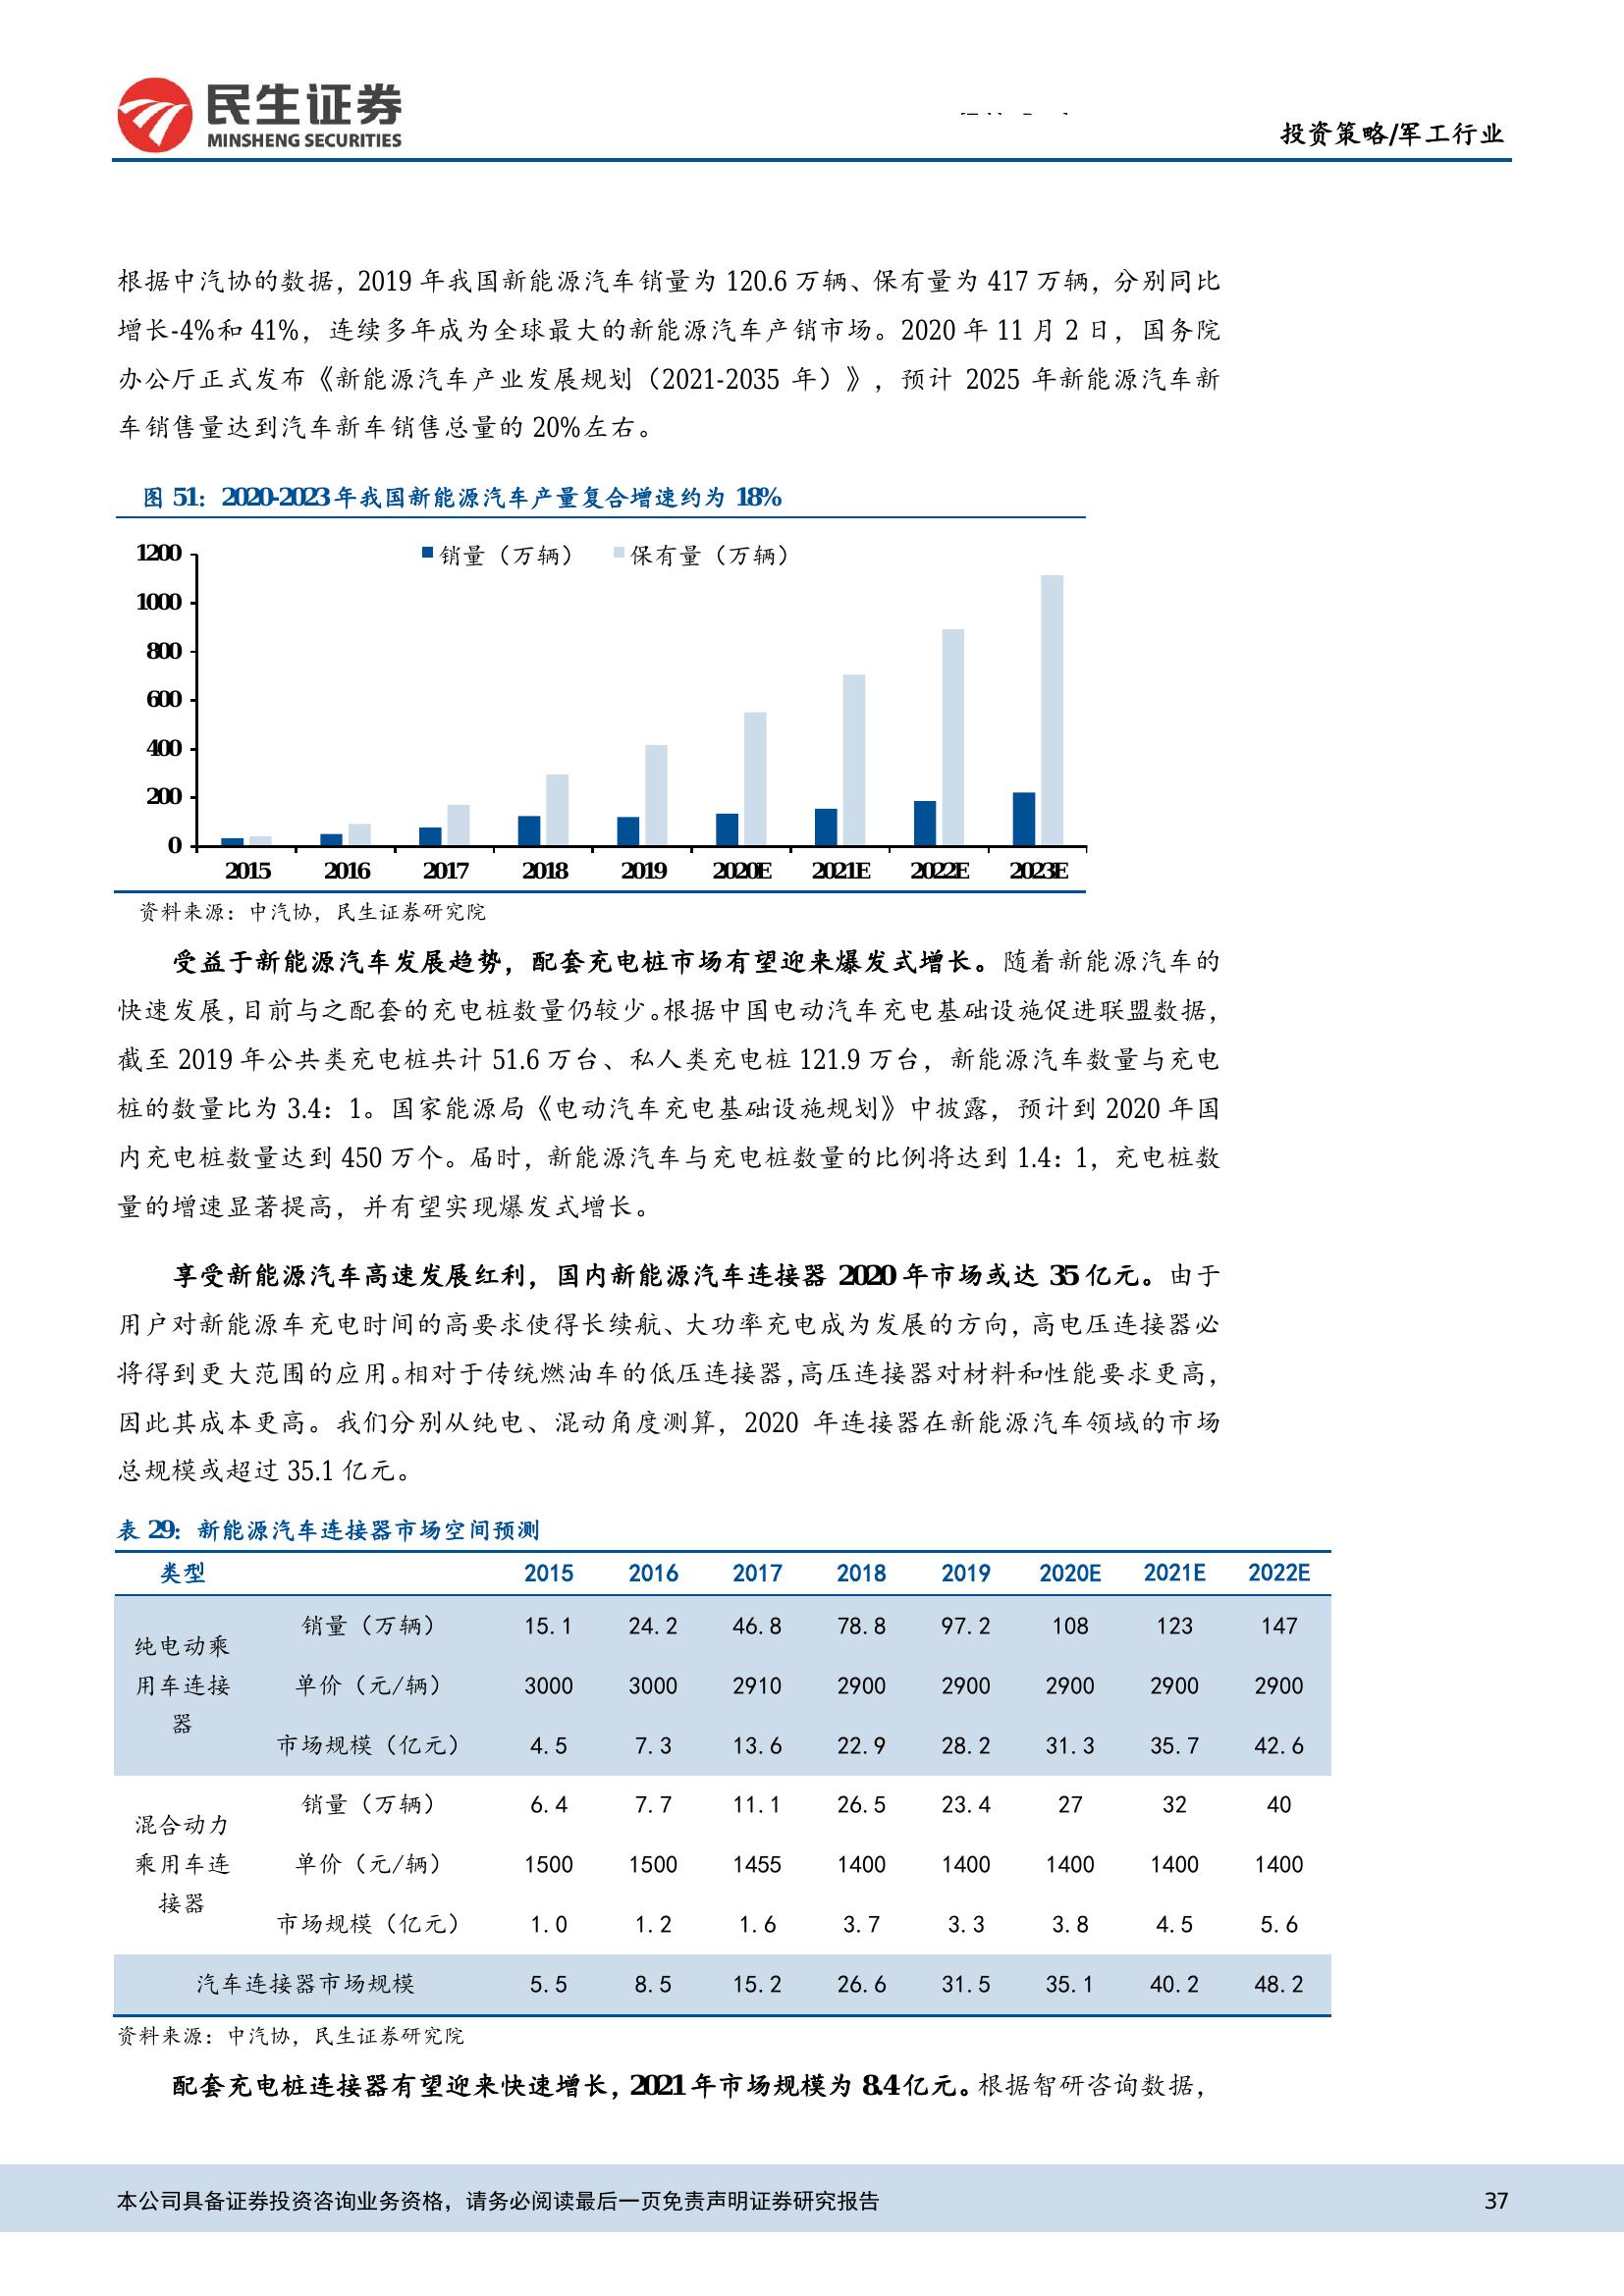 民生证券
MINSHENG SECURITIES
投资策略/军工行业
根据中汽协的数据，2019 年我国新能源汽车销量为 120.6 万辆、保有量为 417 万辆，分别同比
增长-4%和 41%，连续多年成为全球最大的新能源汽车产销市场。2020 年 11 月 2 日，国务院
办公厅正式发布《新能源汽车产业发展规划（2021-2035 年）》，预计 2025 年新能源汽车新
车销售量达到汽车新车销售总量的 20%左右。
图 51：2020-2023 年我国新能源汽车产量复合增速约为 18%
销量（万辆） 保有量（万辆）
1200
1000
800
600
400
200
0
2015 2016 2017 2018 2019 2020E 2021E 2022E 2023E
资料来源：中汽协，民生证券研究院
受益于新能源汽车发展趋势，配套充电桩市场有望迎来爆发式增长。随着新能源汽车的
快速发展，目前与之配套的充电桩数量仍较少。根据中国电动汽车充电基础设施促进联盟数据，
截至 2019 年公共类充电桩共计 51.6 万台、私人类充电桩 121.9 万台，新能源汽车数量与充电
桩的数量比为 3.4：1。国家能源局《电动汽车充电基础设施规划》中披露，预计到 2020 年国
内充电桩数量达到 450 万个。届时，新能源汽车与充电桩数量的比例将达到 1.4：1，充电桩数
量的增速显著提高，并有望实现爆发式增长。
享受新能源汽车高速发展红利，国内新能源汽车连接器 2020 年市场或达 35 亿元。由于
用户对新能源车充电时间的高要求使得长续航、大功率充电成为发展的方向，高电压连接器必
将得到更大范围的应用。相对于传统燃油车的低压连接器，高压连接器对材料和性能要求更高，
因此其成本更高。我们分别从纯电、混动角度测算，2020 年连接器在新能源汽车领域的市场
总规模或超过 35.1 亿元。
表 29：新能源汽车连接器市场空间预测
类型 2015 2016 2017 2018 2019 2020E 2021E 2022E
纯电动乘
用车连接
器
销量（万辆） 15.1 24.2 46.8 78.8 97.2 108 123 147
单价（元/辆） 3000 3000 2910 2900 2900 2900 2900 2900
市场规模（亿元） 4.5 7.3 13.6 22.9 28.2 31.3 35.7 42.6
混合动力
乘用车连
接器
销量（万辆） 6.4 7.7 11.1 26.5 23.4 27 32 40
单价（元/辆） 1500 1500 1455 1400 1400 1400 1400 1400
市场规模（亿元） 1.0 1.2 1.6 3.7 3.3 3.8 4.5 5.6
汽车连接器市场规模 5.5 8.5 15.2 26.6 31.5 35.1 40.2 48.2
资料来源：中汽协，民生证券研究院
配套充电桩连接器有望迎来快速增长，2021 年市场规模为 8.4 亿元。根据智研咨询数据，
本公司具备证券投资咨询业务资格，请务必阅读最后一页免责声明证券研究报告 37